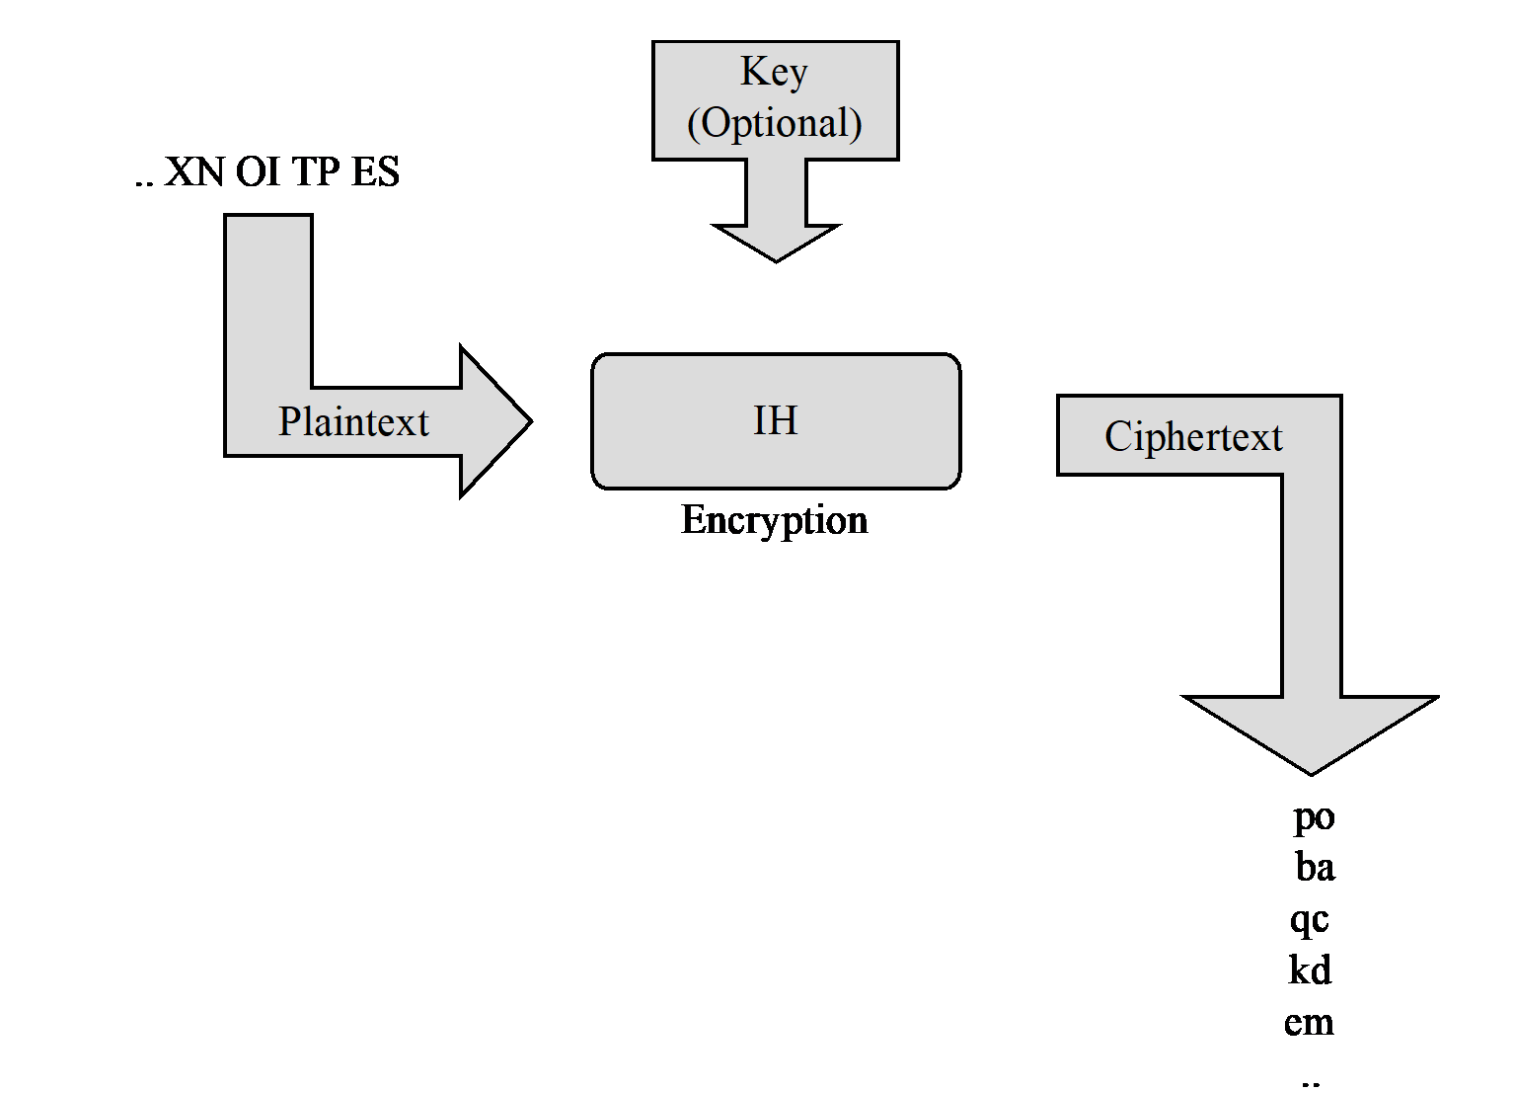 Key
(Optional)
.. XN OI TP ES
Plaintext
IH
Encryption
Ciphertext
po
ba
qc
kd
em
..